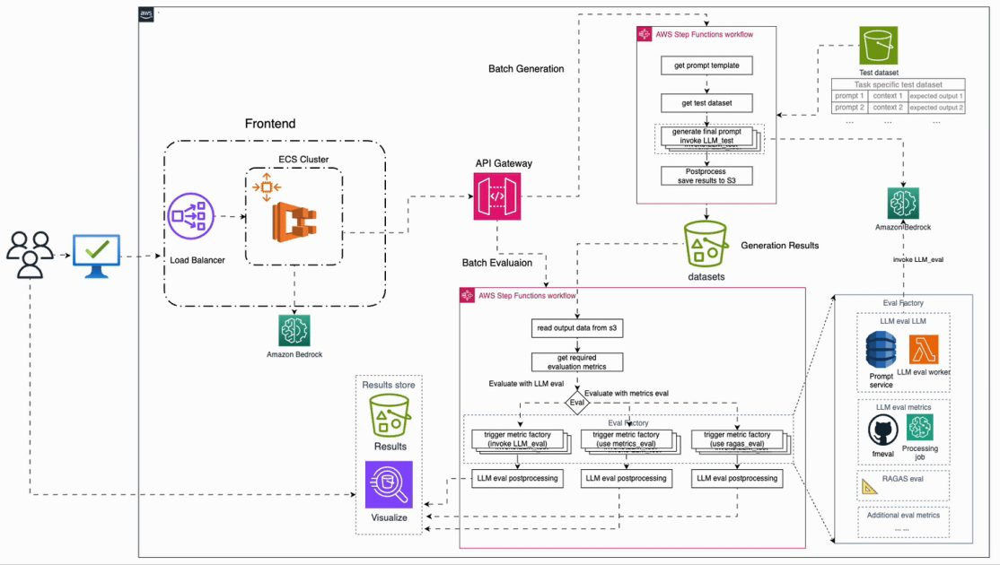 aws
Frontend
ECS Cluster
Load Balancer
Amazon Bedrock
API Gateway
Batch Generation
Batch Evaluaion
AWS Step Functions workflow
get prompt template
get test dataset
generate final prompt
invoke LLM_test
Postprocess
save results to S3
Test dataset
Task specific test dataset
prompt 1 context 1 expected output 1
prompt 2 context 2 expected output 2
... ... ...
Amazon Bedrock
invoke LLM_eval
datasets
Generation Results
AWS Step Functions workflow
read output data from s3
get required
evaluation metrics
Evaluate with LLM eval
Evaluate with metrics eval
Eval
Eval Factory
trigger metric factory
(invoke LLM_eval)
trigger metric factory
(use metrics_eval)
trigger metric factory
(use ragas_eval)
LLM eval postprocessing
LLM eval postprocessing
LLM eval postprocessing
Results store
Results
Visualize
Eval Factory
LLM eval LLM
Prompt
service
LLM eval worker
LLM eval metrics
fmeval
Processing
job
RAGAS eval
Additional eval metrics
... ...